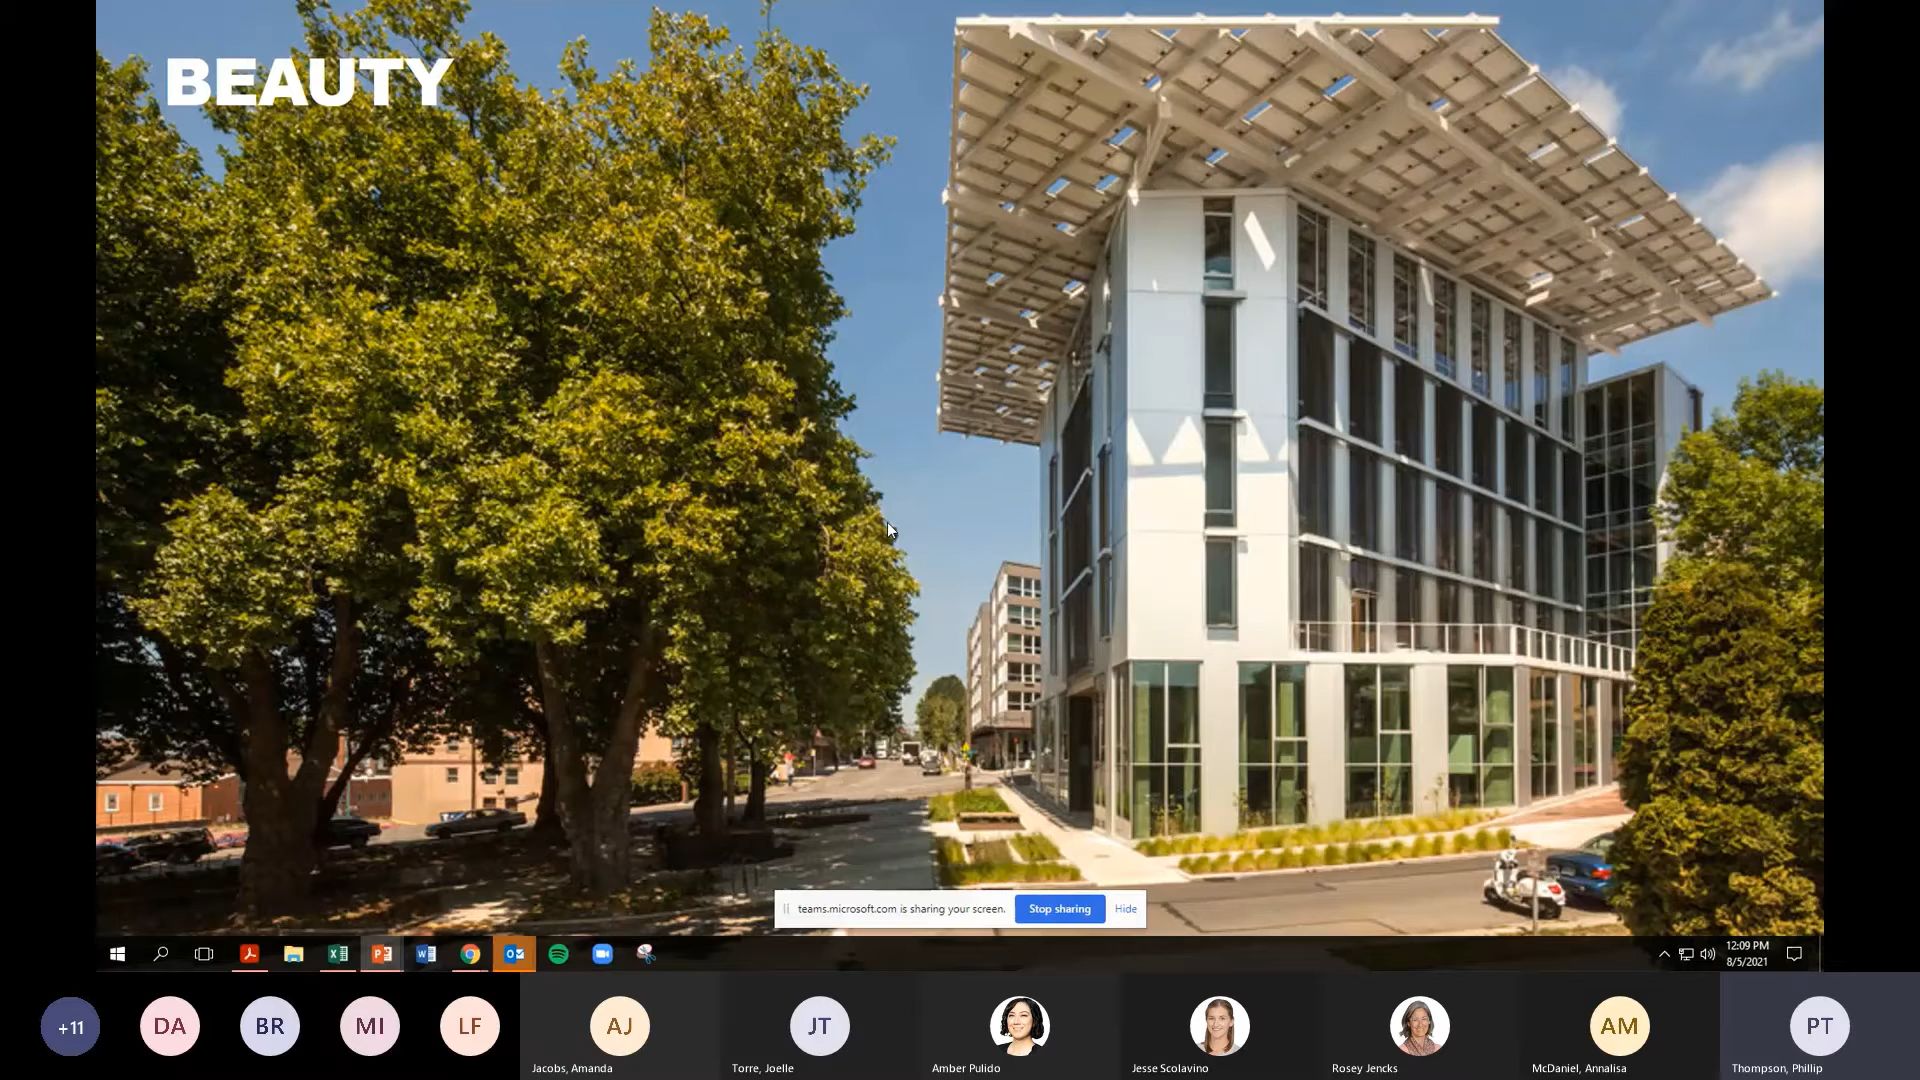 BEAUTY
teams.microsoft.com is sharing your screen.
Stop sharing
Hide
12:09 PM
8/5/2021
+11
DA
BR
MI
LF
AJ
JT
AM
PT
Jacobs, Amanda
Torre, Joelle
Amber Pulido
Jesse Scolavino
Rosey Jencks
McDaniel, Annalisa
Thompson, Phillip